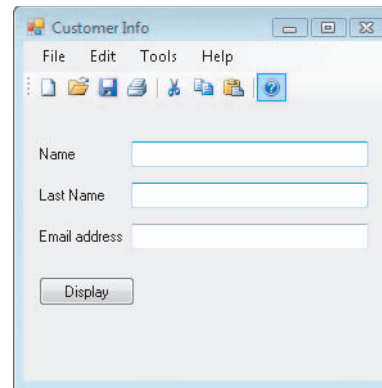 Customer Info
File Edit Tools Help
Name
Last Name
Email address
Display